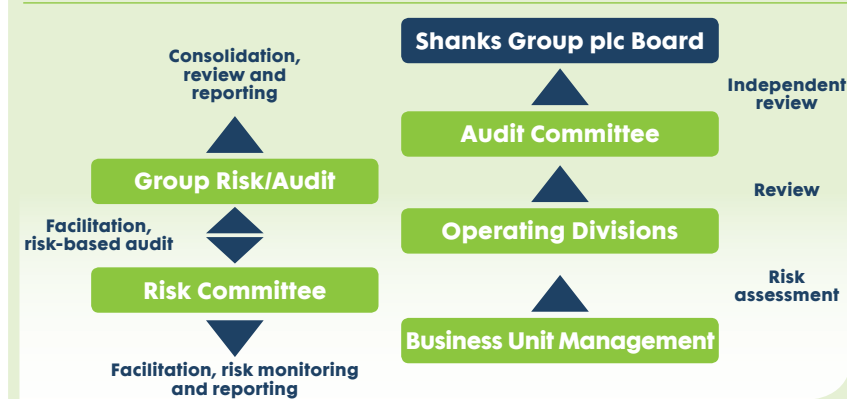 Consolidation,
review and
reporting
Group Risk/Audit
Facilitation,
risk-based audit
Risk Committee
Facilitation, risk monitoring
and reporting
Shanks Group plc Board
Independent
review
Audit Committee
Review
Operating Divisions
Risk
assessment
Business Unit Management